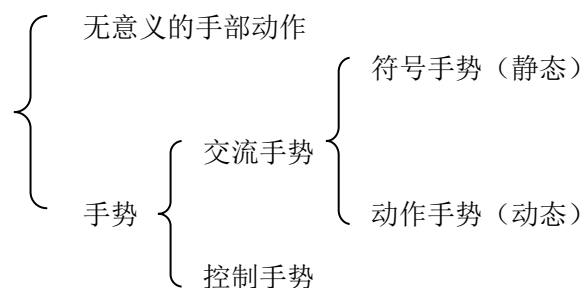 无意义的手部动作
符号手势（静态）
交流手势
手势
动作手势（动态）
控制手势